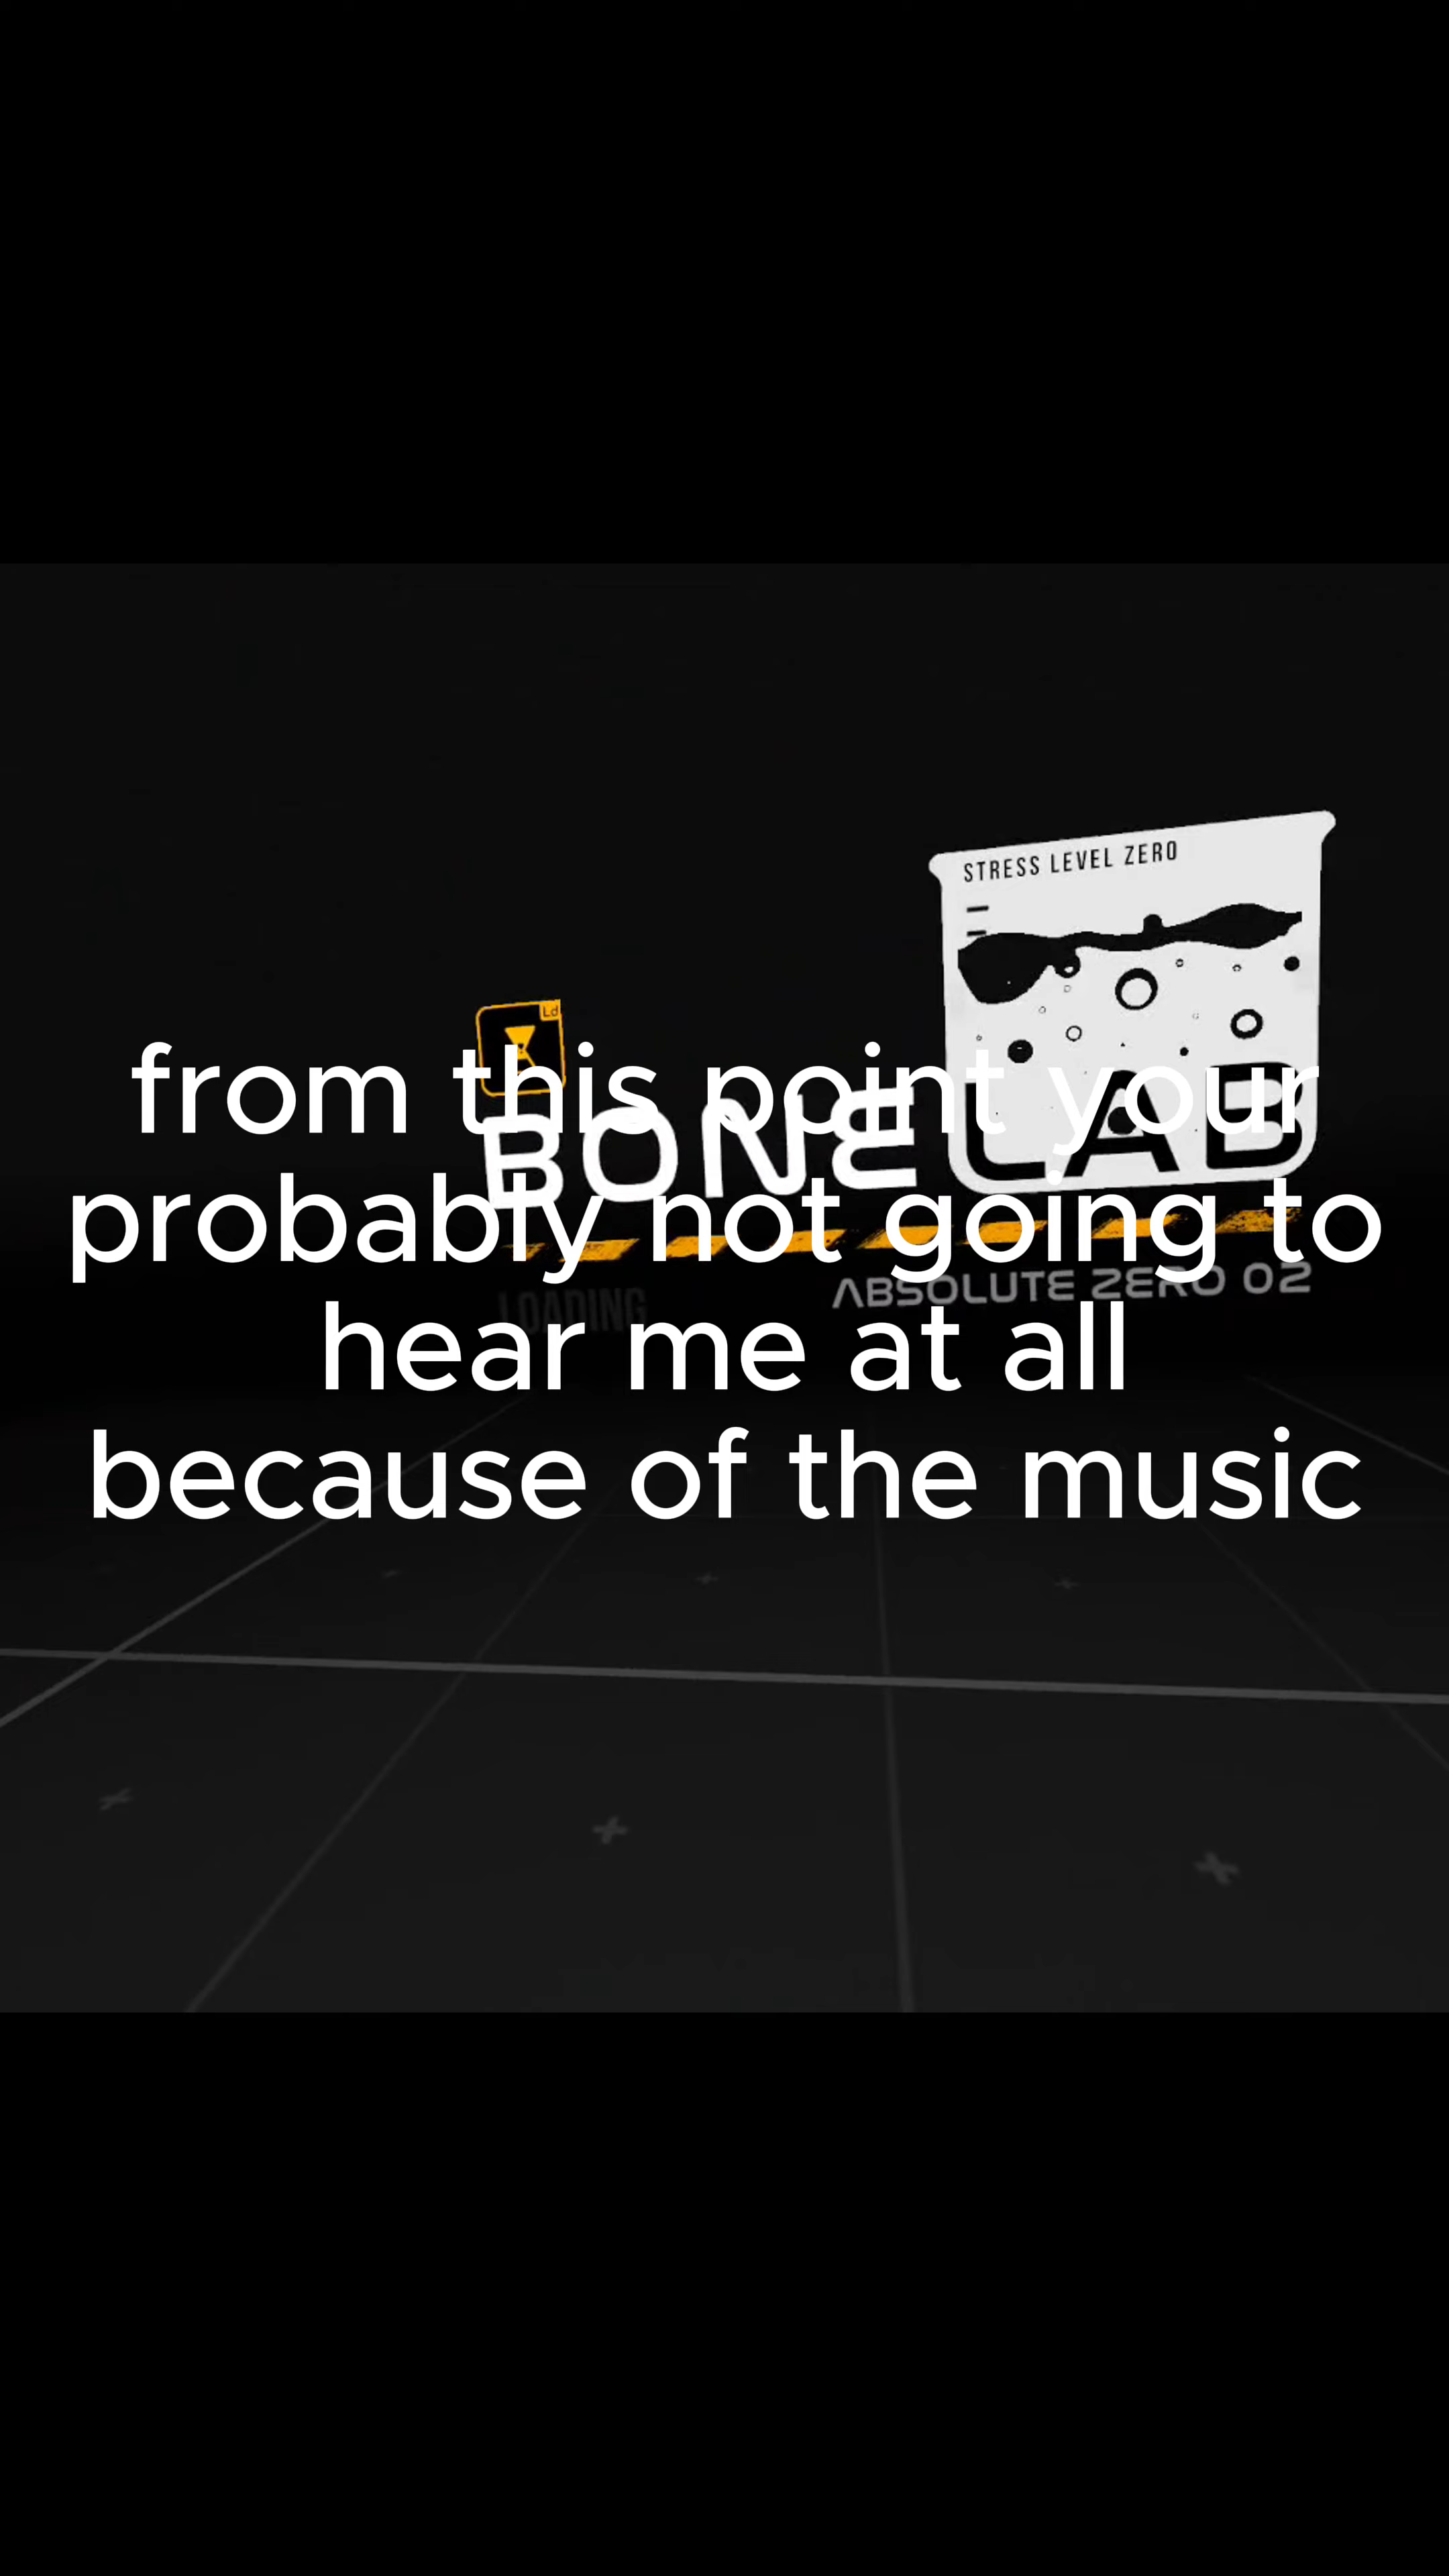 STRESS LEVEL ZERO
Ld
from this point your
BONELAB
probably not going to
ABSOLUTE ZERO 02
LOADING
hear me at all
because of the music